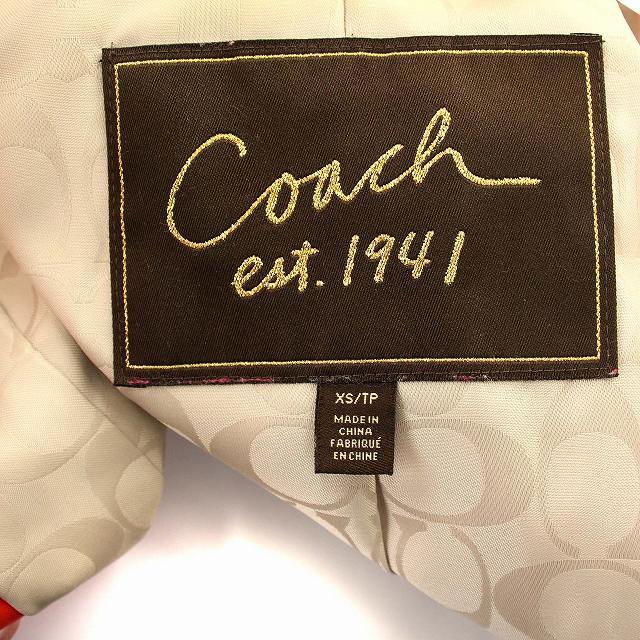 Coach
est. 1941
XS/TP
MADE IN
CHINA
FABRIQUÉ
EN CHINE